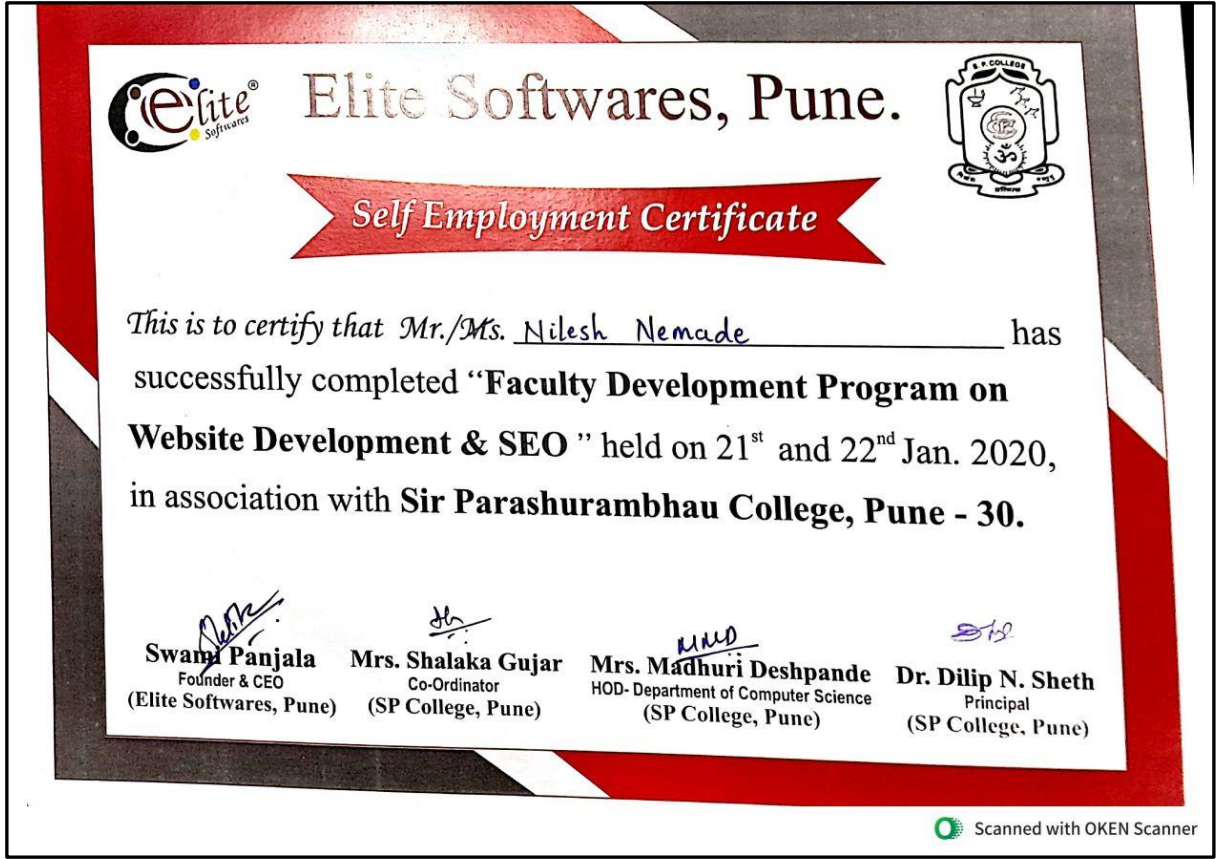 elite®
Softwares
Elite Softwares, Pune.
S. P. COLLEGE
Self Employment Certificate
This is to certify that Mr./Ms. Nilesh Nemade has
successfully completed “Faculty Development Program on
Website Development & SEO ” held on 21st and 22nd Jan. 2020,
in association with Sir Parashurambhau College, Pune - 30.
Swami Panjala
Founder & CEO
(Elite Softwares, Pune)
Mrs. Shalaka Gujar
Co-Ordinator
(SP College, Pune)
MMD
Mrs. Madhuri Deshpande
HOD- Department of Computer Science
(SP College, Pune)
Dr. Dilip N. Sheth
Principal
(SP College, Pune)
Scanned with OKEN Scanner